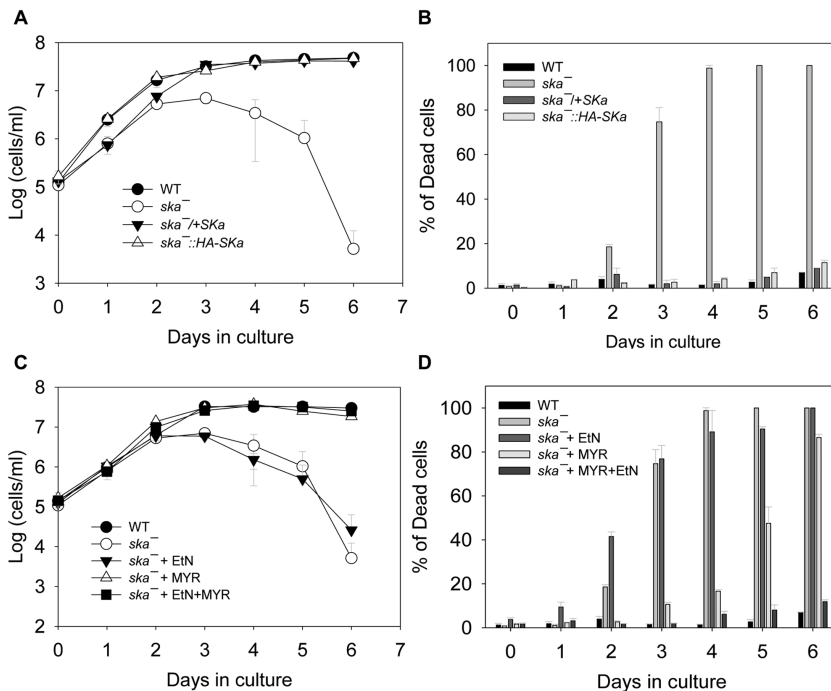 A
Log (cells/ml)
8
7
6
5
4
3
WT
ska⁻
ska⁻/+SKa
ska⁻::HA-SKa
0 1 2 3 4 5 6 7
Days in culture
B
% of Dead cells
100
80
60
40
20
0
WT
ska⁻
ska⁻/+SKa
ska⁻::HA-SKa
0 1 2 3 4 5 6
Days in culture
C
Log (cells/ml)
8
7
6
5
4
3
2
WT
ska⁻
ska⁻ + EtN
ska⁻ + MYR
ska⁻ + EtN+MYR
0 1 2 3 4 5 6 7
Days in culture
D
% of Dead cells
100
80
60
40
20
0
WT
ska⁻
ska⁻ + EtN
ska⁻ + MYR
ska⁻ + MYR+EtN
0 1 2 3 4 5 6
Days in culture